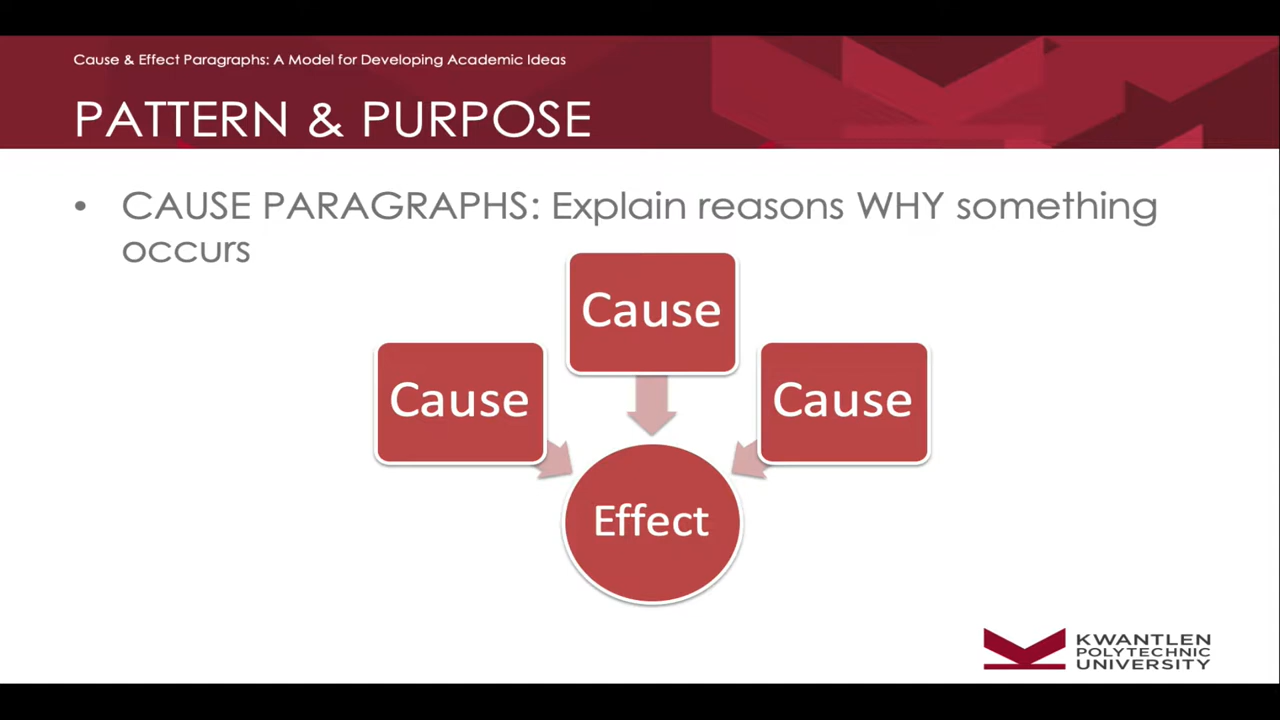 Cause & Effect Paragraphs: A Model for Developing Academic Ideas
PATTERN & PURPOSE
• CAUSE PARAGRAPHS: Explain reasons WHY something
occurs
Cause
Cause
Cause
Effect
KWANTLEN
POLYTECHNIC
UNIVERSITY